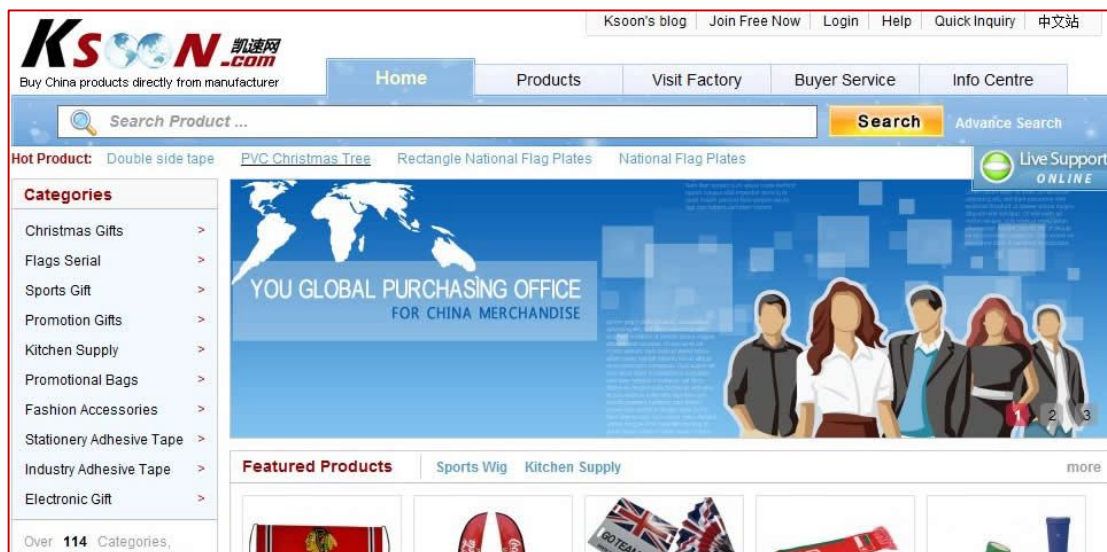 Ksoon's blog Join Free Now Login Help Quick Inquiry 中文站
KSOON 凯速网
.com
Buy China products directly from manufacturer
Home Products Visit Factory Buyer Service Info Centre
Search Product ... Search Advance Search
Hot Product: Double side tape PVC Christmas Tree Rectangle National Flag Plates National Flag Plates
Live Support
ONLINE
Categories
Christmas Gifts >
Flags Serial >
Sports Gift >
Promotion Gifts >
Kitchen Supply >
Promotional Bags >
Fashion Accessories >
Stationery Adhesive Tape >
Industry Adhesive Tape >
Electronic Gift >
Over 114 Categories,
YOU GLOBAL PURCHASING OFFICE
FOR CHINA MERCHANDISE
1 2 3
Featured Products Sports Wig Kitchen Supply more
GO TEAM